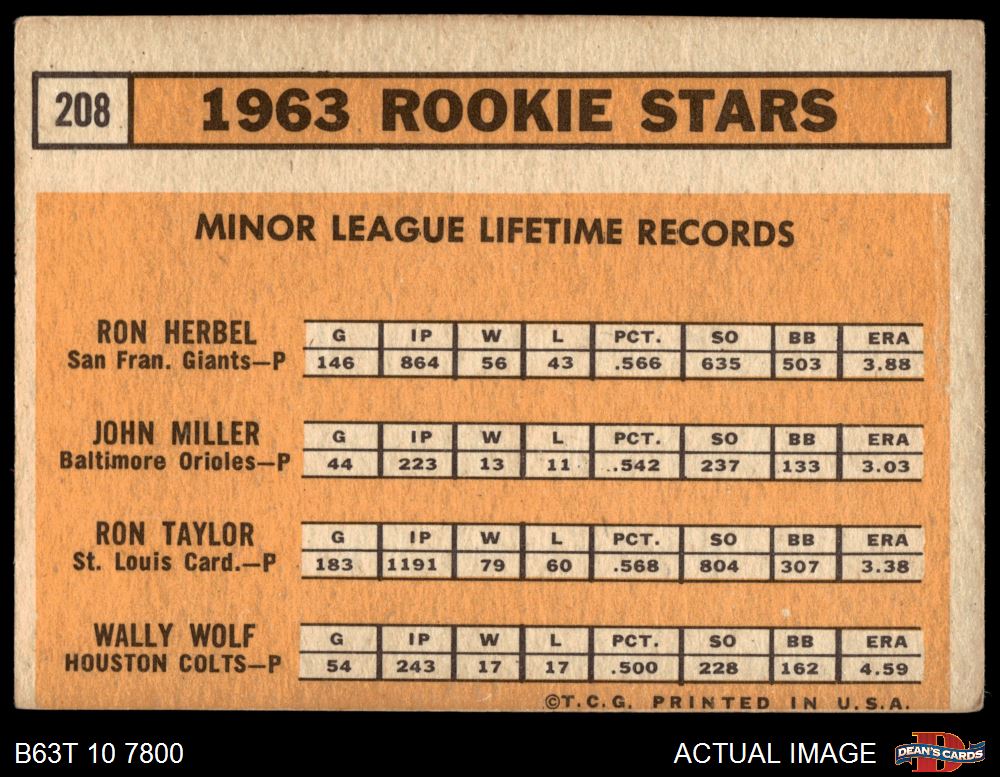 208 1963 ROOKIE STARS
MINOR LEAGUE LIFETIME RECORDS
RON HERBEL G IP W L PCT. SO BB ERA
San Fran. Giants—P 146 864 56 43 .566 635 503 3.88
JOHN MILLER G IP W L PCT. SO BB ERA
Baltimore Orioles—P 44 223 13 11 ..542 237 133 3.03
RON TAYLOR G IP W L PCT. SO BB ERA
St. Louis Card.—P 183 1191 79 60 .568 804 307 3.38
WALLY WOLF G IP W L PCT. SO BB ERA
HOUSTON COLTS—P 54 243 17 17 .500 228 162 4.59
©T.C.G. PRINTED IN U.S.A.
B63T 10 7800 ACTUAL IMAGE DEAN'S CARDS